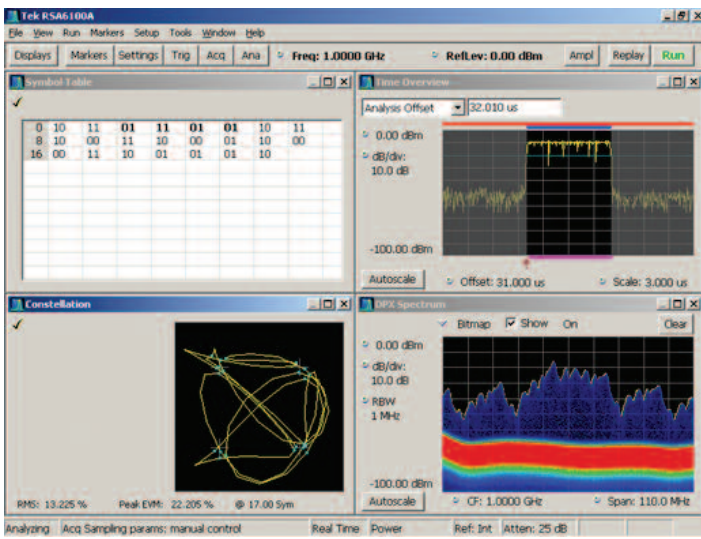 Tek RSA6100A
File View Run Markers Setup Tools Window Help
Displays Markers Settings Trig Acq Ana Freq: 1.0000 GHz RefLev: 0.00 dBm Ampl Replay Run
Symbol Table
0 10 11 01 11 01 01 10 11
8 10 00 11 10 00 01 10 00
16 00 11 10 01 01 01 10
Time Overview
Analysis Offset 32.010 us
0.00 dBm
dB/div:
10.0 dB
-100.00 dBm
Autoscale Offset: 31.000 us Scale: 3.000 us
Constellation
RMS: 13.225 % Peak EVM: 22.205 % @ 17.00 Sym
DPX Spectrum
Bitmap Show On Clear
0.00 dBm
dB/div:
10.0 dB
RBW
1 MHz
-100.00 dBm
Autoscale CF: 1.0000 GHz Span: 110.0 MHz
Analyzing Acq Sampling params: manual control Real Time Power Ref: Int Atten: 25 dB